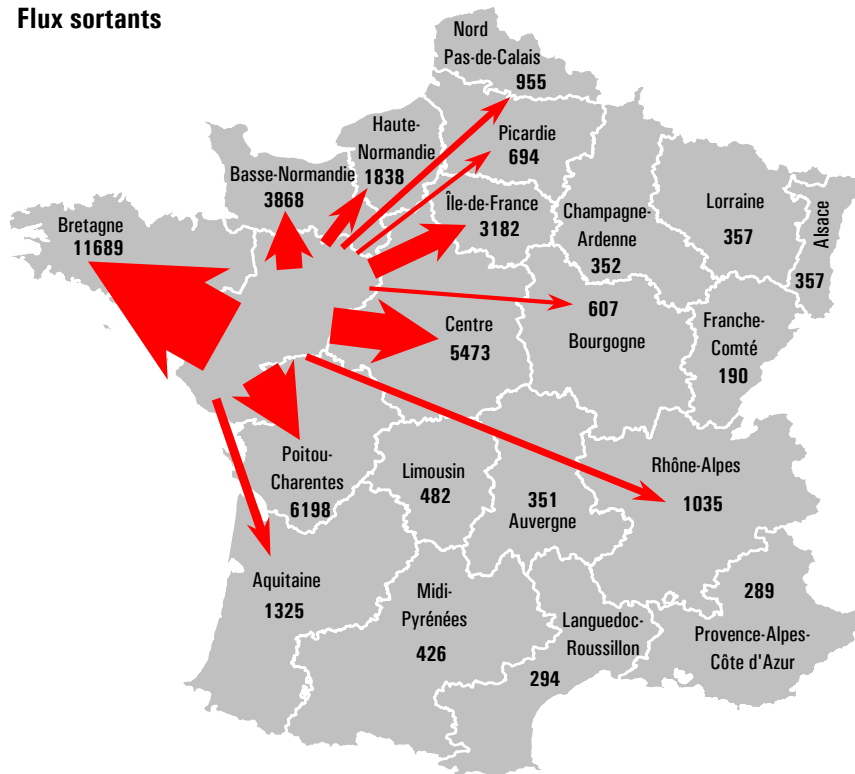 Flux sortants
Nord
Pas-de-Calais
955
Haute-
Normandie
1838
Picardie
694
Basse-Normandie
3868
Île-de-France
3182
Bretagne
11689
Champagne-
Ardenne
352
Lorraine
357
Alsace
357
Centre
5473
607
Bourgogne
Franche-
Comté
190
Poitou-
Charentes
6198
Limousin
482
351
Auvergne
Rhône-Alpes
1035
Aquitaine
1325
Midi-
Pyrénées
426
Languedoc-
Roussillon
294
289
Provence-Alpes-
Côte d'Azur